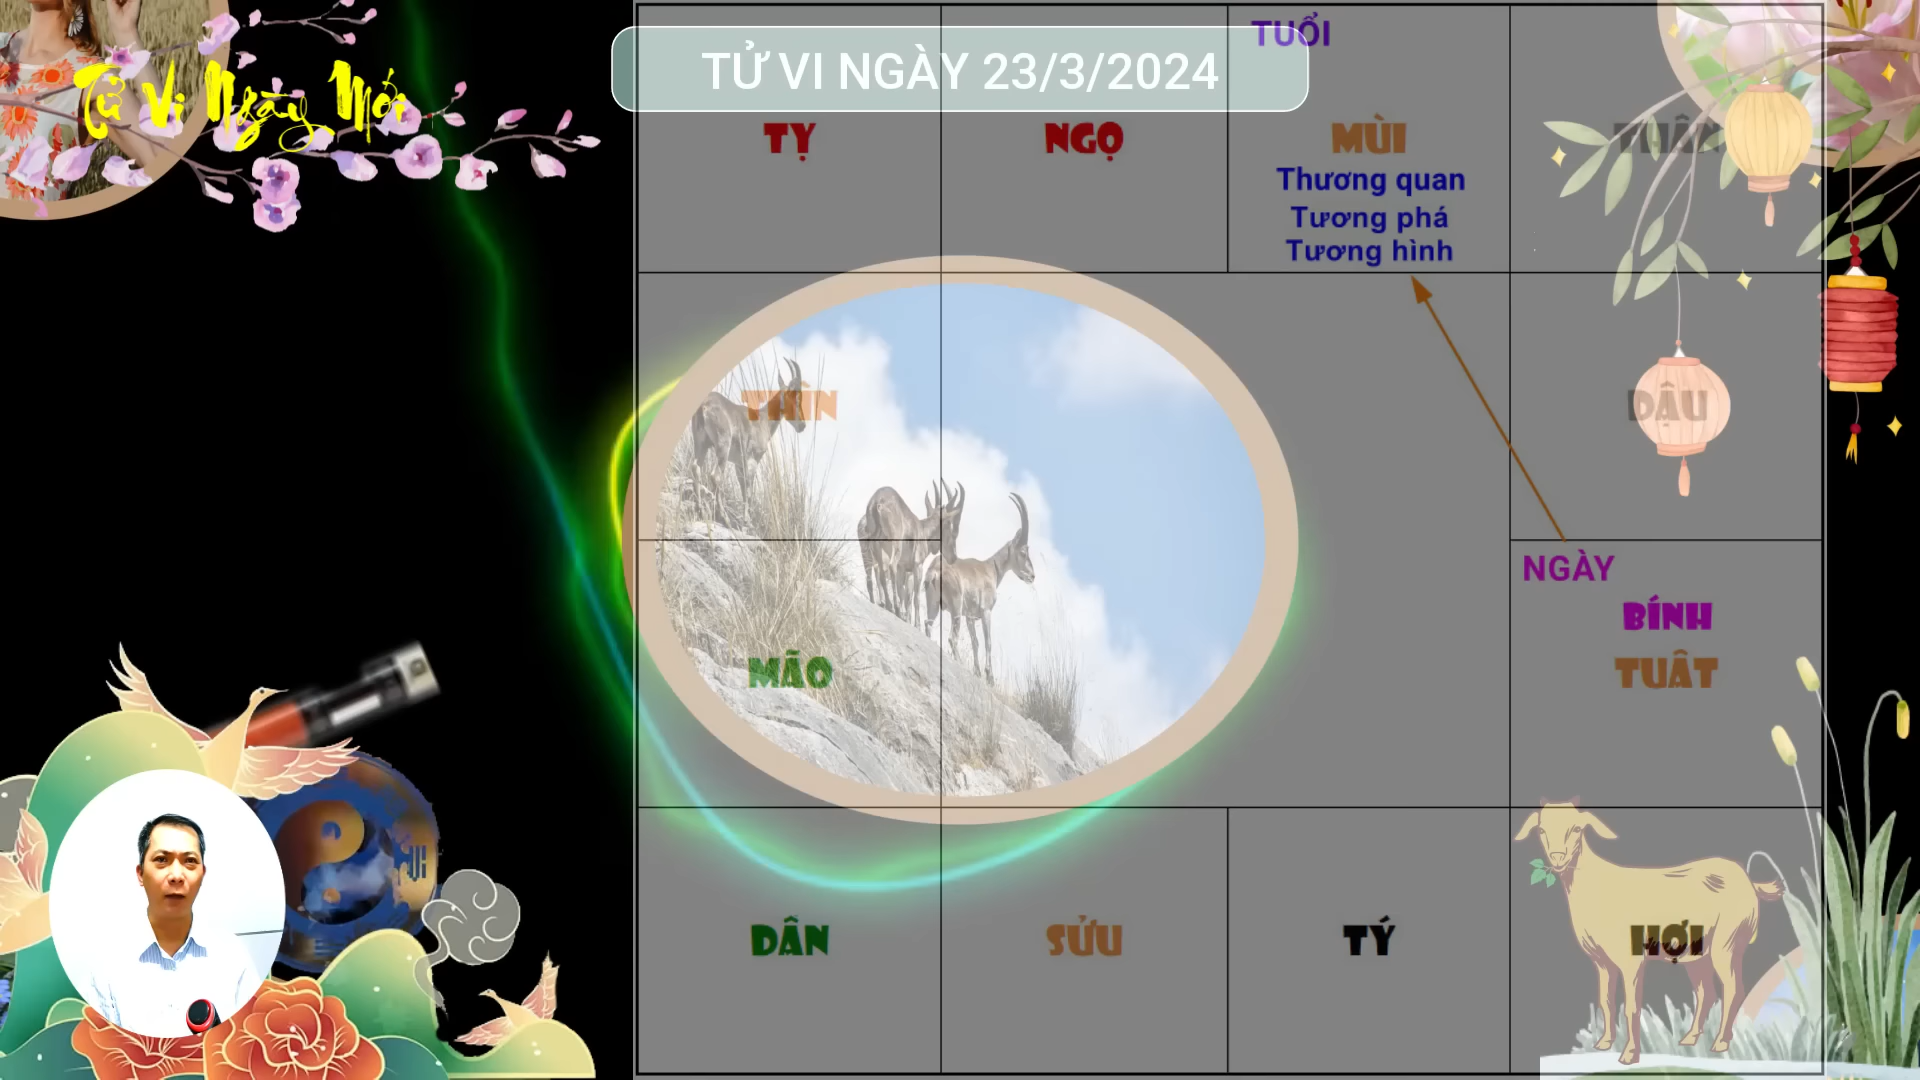 Tử Vi Ngày Mới
TỬ VI NGÀY 23/3/2024
TUỔI
TỴ
NGỌ
MÙI
THÂN
Thương quan
Tương phá
Tương hình
THÌN
DẬU
NGÀY
BÍNH
TUẤT
MÃO
DẦN
SỬU
TÝ
HỢI